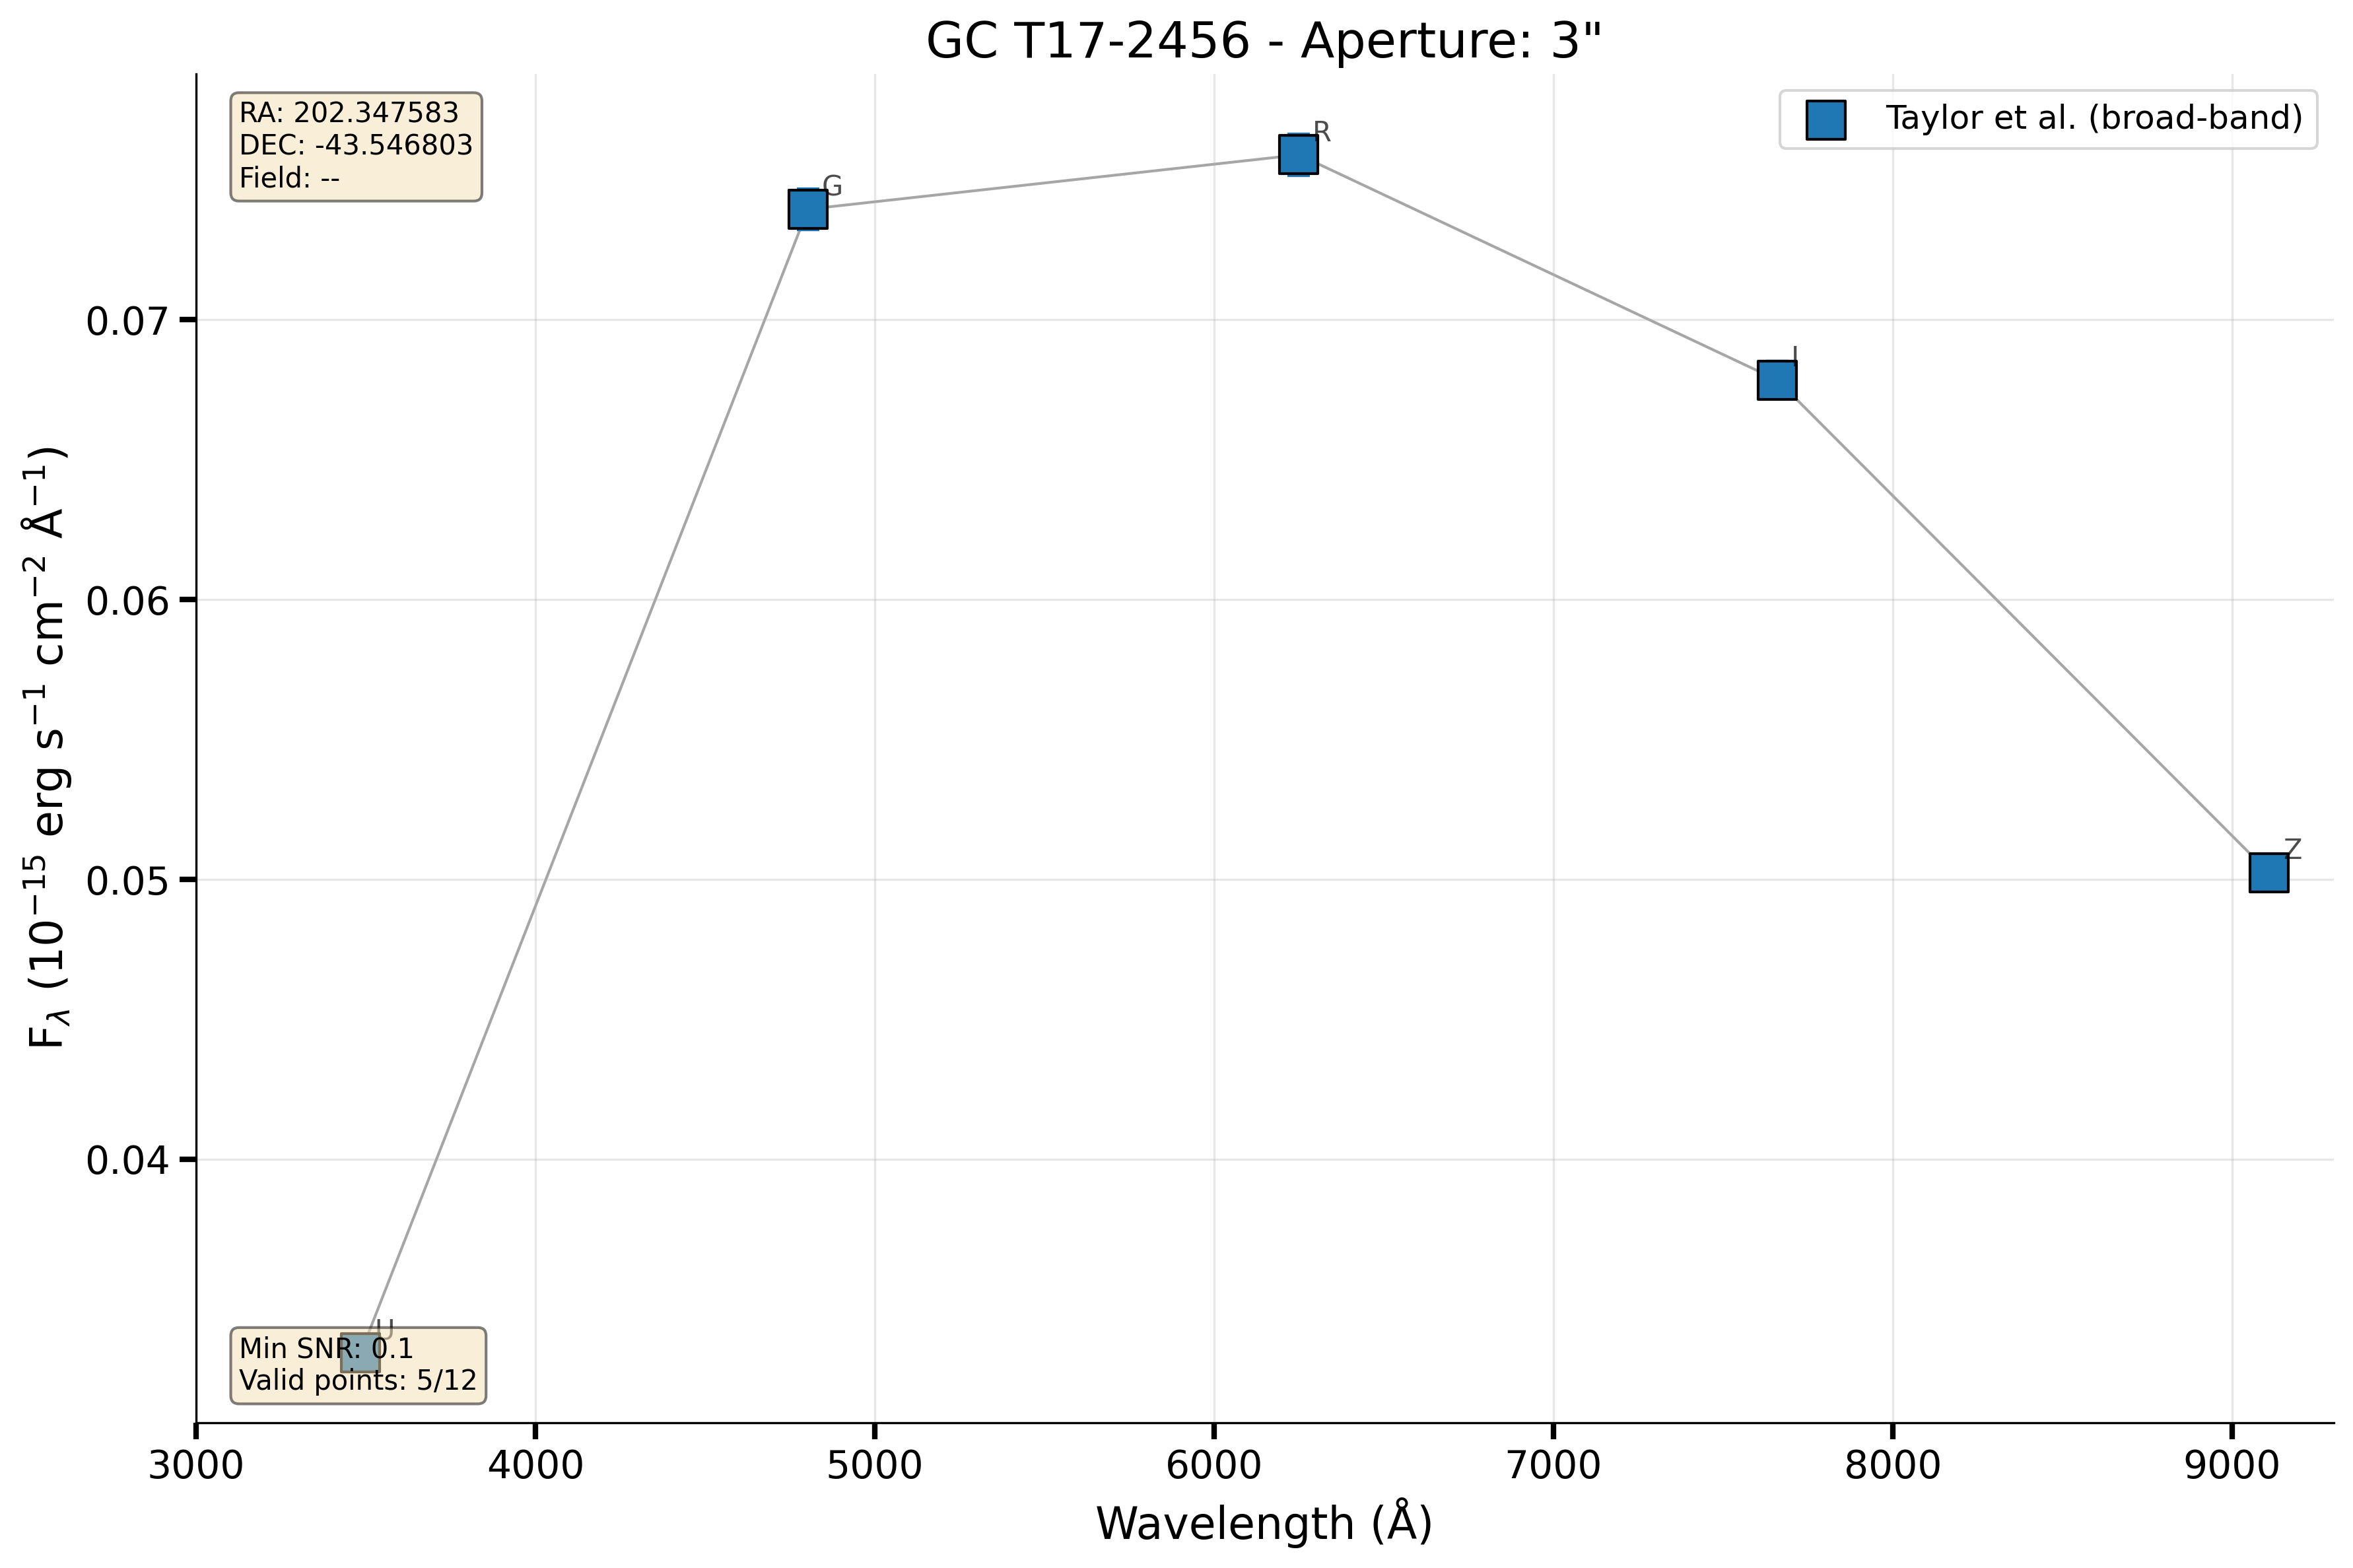 GC T17-2456 - Aperture: 3"
RA: 202.347583
DEC: -43.546803
Field: --
Taylor et al. (broad-band)
G
R
I
Z
U
Min SNR: 0.1
Valid points: 5/12
0.07
0.06
0.05
0.04
F_λ (10⁻¹⁵ erg s⁻¹ cm⁻² Å⁻¹)
3000 4000 5000 6000 7000 8000 9000
Wavelength (Å)